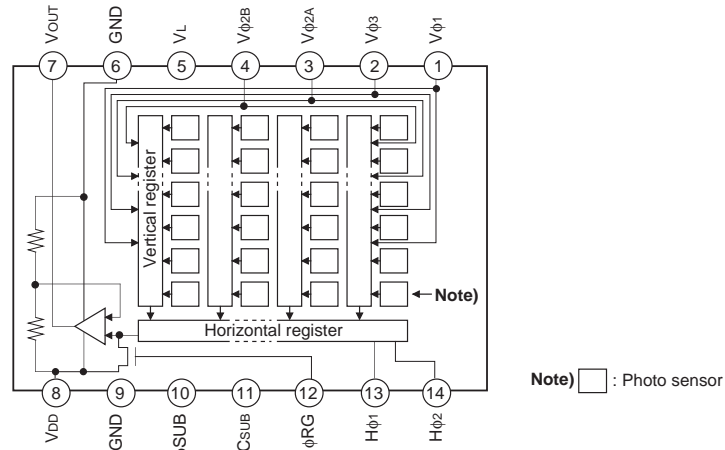 VOUT
GND
VL
Vϕ2B
Vϕ2A
Vϕ3
Vϕ1
7
6
5
4
3
2
1
Vertical register
Note)
Horizontal register
Note) : Photo sensor
8
9
10
11
12
13
14
VDD
GND
SUB
CSUB
ϕRG
Hϕ1
Hϕ2